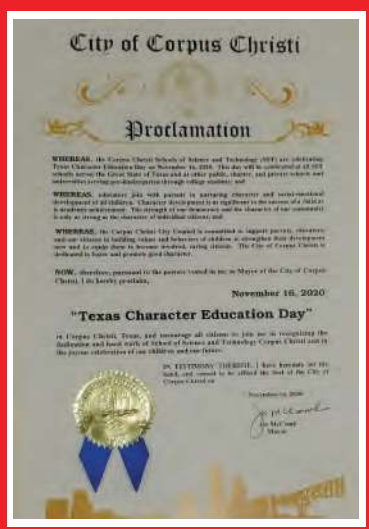 City of Corpus Christi
Proclamation
WHEREAS, the Corpus Christi Schools of Science and Technology (SST) are celebrating
Texas Character Education Day on November 16, 2020. This day will be celebrated at all SST
schools across the Great State of Texas and at other public, charter, and private schools and
universities serving pre-kindergarten through college students; and
WHEREAS, educators join with parents in nurturing character and social-emotional
development of all children. Character development is as significant to the success of a child as
is academic achievement. The strength of our democracy and the character of our community
is only as strong as the character of individual citizens; and
WHEREAS, the Corpus Christi City Council is committed to support parents, educators,
and our citizens in building values and behaviors of children to strengthen their development
now and to guide them to become involved, caring citizens. The City of Corpus Christi is
dedicated to foster and promote good character.
NOW, therefore, pursuant to the powers vested in me as Mayor of the City of Corpus
Christi, I do hereby proclaim,
November 16, 2020
"Texas Character Education Day"
in Corpus Christi, Texas, and encourage all citizens to join me in recognizing the
dedication and hard work of School of Science and Technology Corpus Christi and in
the joyous celebration of our children and our future.
IN TESTIMONY THEREOF, I have hereunto set my
hand, and caused to be affixed the Seal of the City of
Corpus Christi on
November 16, 2020
Joe McComb
Mayor